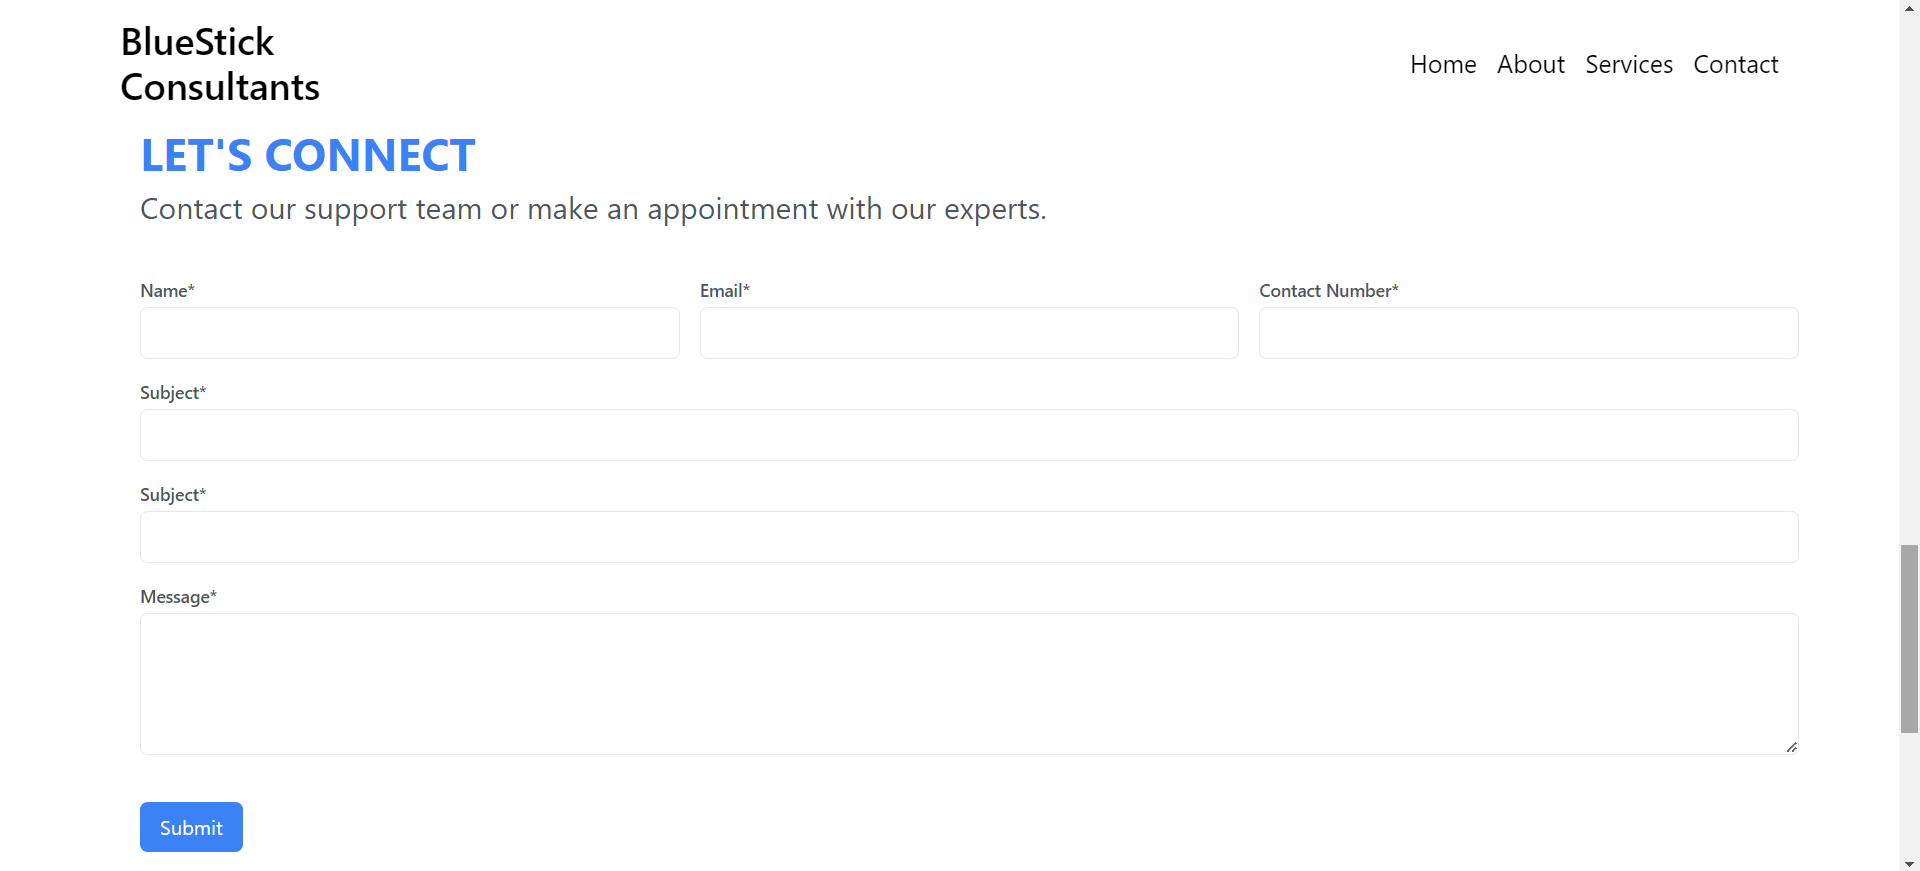 BlueStick
Consultants
Home About Services Contact
LET'S CONNECT
Contact our support team or make an appointment with our experts.
Name* Email* Contact Number*
Subject*
Subject*
Message*
Submit